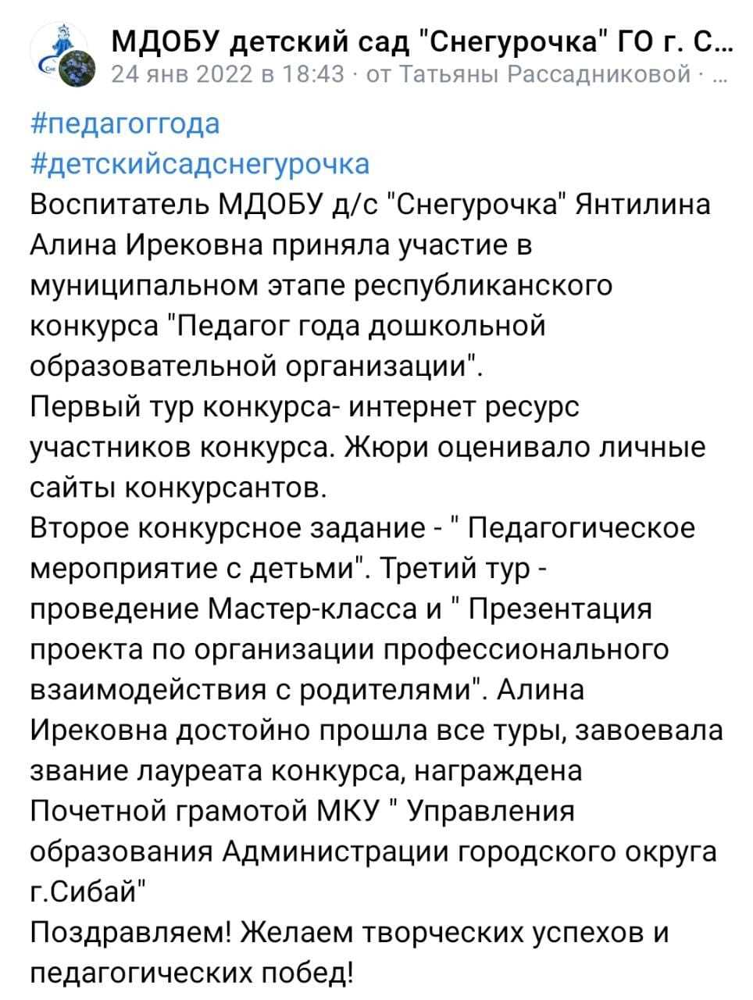 МДОБУ детский сад "Снегурочка" ГО г. С...
24 янв 2022 в 18:43 · от Татьяны Рассадниковой · ...
Сне
#педагоггода
#детскийсадснегурочка
Воспитатель МДОБУ д/с "Снегурочка" Янтилина
Алина Ирековна приняла участие в
муниципальном этапе республиканского
конкурса "Педагог года дошкольной
образовательной организации".
Первый тур конкурса- интернет ресурс
участников конкурса. Жюри оценивало личные
сайты конкурсантов.
Второе конкурсное задание - " Педагогическое
мероприятие с детьми". Третий тур -
проведение Мастер-класса и " Презентация
проекта по организации профессионального
взаимодействия с родителями". Алина
Ирековна достойно прошла все туры, завоевала
звание лауреата конкурса, награждена
Почетной грамотой МКУ " Управления
образования Администрации городского округа
г.Сибай"
Поздравляем! Желаем творческих успехов и
педагогических побед!